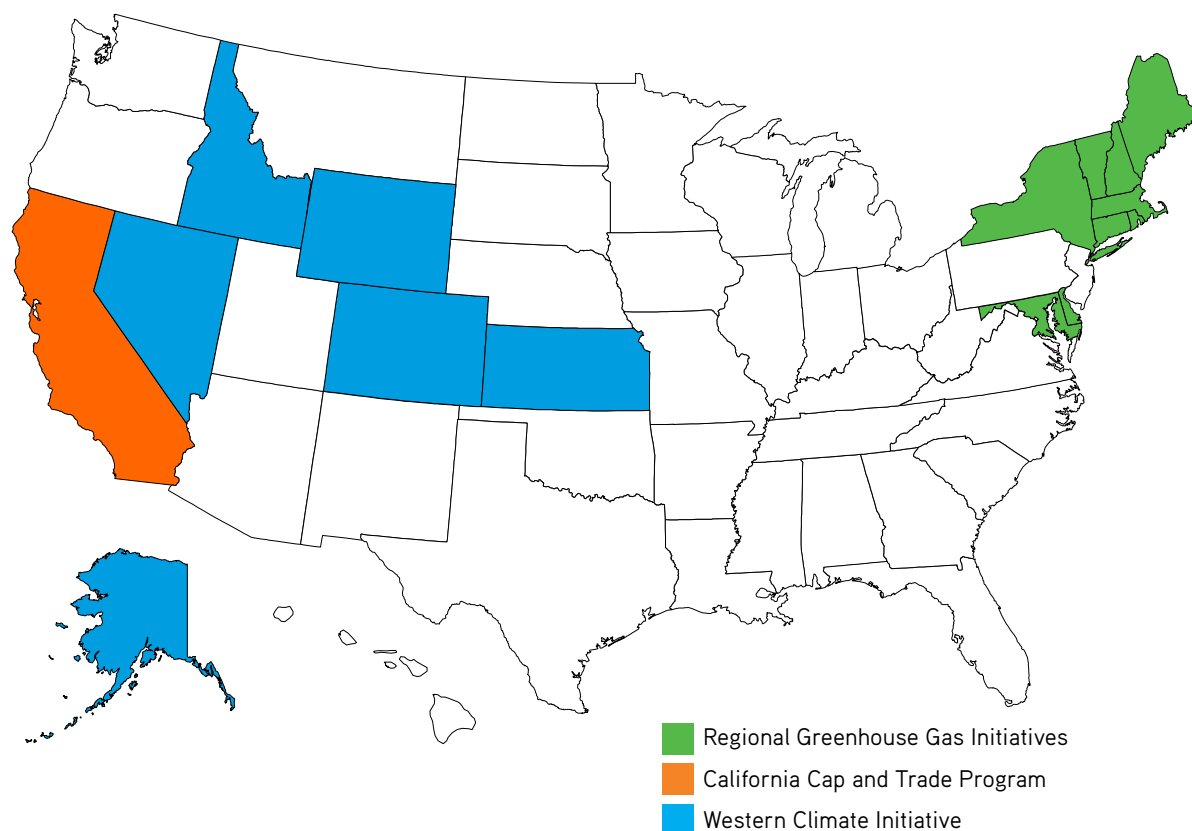 Regional Greenhouse Gas Initiatives
California Cap and Trade Program
Western Climate Initiative